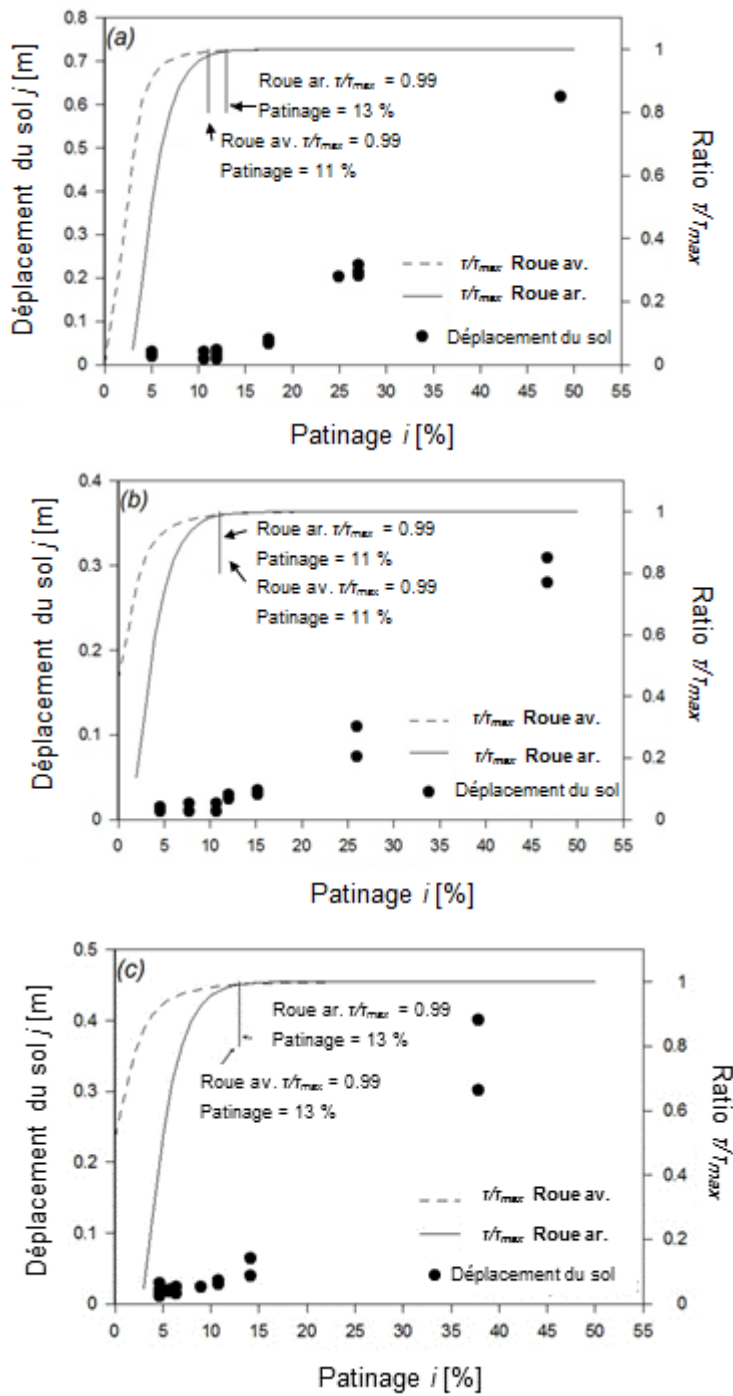 (a)
Déplacement du sol j [m]
0.8
0.7
0.6
0.5
0.4
0.3
0.2
0.1
0
Roue ar. τ/τmax = 0.99
Patinage = 13 %
Roue av. τ/τmax = 0.99
Patinage = 11 %
τ/τmax Roue av.
τ/τmax Roue ar.
Déplacement du sol
1
0.8
0.6
0.4
0.2
0
Ratio τ/τmax
0 5 10 15 20 25 30 35 40 45 50 55
Patinage i [%]
(b)
Déplacement du sol j [m]
0.4
0.3
0.2
0.1
0
Roue ar. τ/τmax = 0.99
Patinage = 11 %
Roue av. τ/τmax = 0.99
Patinage = 11 %
τ/τmax Roue av.
τ/τmax Roue ar.
Déplacement du sol
1
0.8
0.6
0.4
0.2
0
Ratio τ/τmax
0 5 10 15 20 25 30 35 40 45 50 55
Patinage i [%]
(c)
Déplacement du sol j [m]
0.5
0.4
0.3
0.2
0.1
0
Roue ar. τ/τmax = 0.99
Patinage = 13 %
Roue av. τ/τmax = 0.99
Patinage = 13 %
τ/τmax Roue av.
τ/τmax Roue ar.
Déplacement du sol
1
0.8
0.6
0.4
0.2
0
Ratio τ/τmax
0 5 10 15 20 25 30 35 40 45 50 55
Patinage i [%]